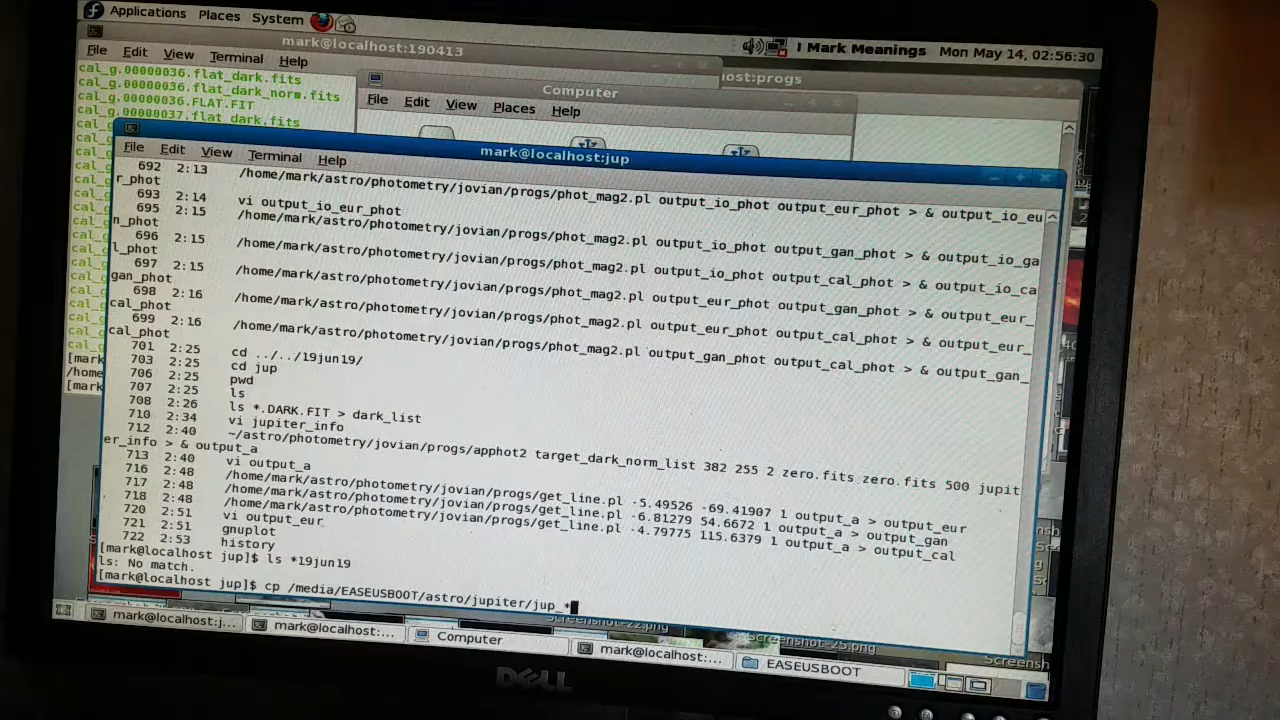 Applications Places System
Mark Meanings Mon May 14, 02:56:30
mark@localhost:190413
File Edit View Terminal Help
ost:progs
cal_g.00000036.flat_dark.fits
cal_g.00000036.flat_dark_norm.fits
cal_g.00000036.FLAT.FIT
cal_g.00000037.flat_dark.fits
Computer
File Edit View Places Help
mark@localhost:jup
File Edit View Terminal Help
692 2:13 /home/mark/astro/photometry/jovian/progs/phot_mag2.pl output_io_phot output_eur_phot > & output_io_eu
r_phot
693 2:14 vi output_io_eur_phot
695 2:15 /home/mark/astro/photometry/jovian/progs/phot_mag2.pl output_io_phot output_gan_phot > & output_io_ga
n_phot
696 2:15 /home/mark/astro/photometry/jovian/progs/phot_mag2.pl output_io_phot output_cal_phot > & output_io_ca
l_phot
697 2:15 /home/mark/astro/photometry/jovian/progs/phot_mag2.pl output_eur_phot output_gan_phot > & output_eur_
gan_phot
698 2:16 /home/mark/astro/photometry/jovian/progs/phot_mag2.pl output_eur_phot output_cal_phot > & output_eur_
cal_phot
699 2:16 /home/mark/astro/photometry/jovian/progs/phot_mag2.pl output_gan_phot output_cal_phot > & output_gan_
cal_phot
701 2:25 cd ../../19jun19/
703 2:25 cd jup
706 2:25 pwd
707 2:25 ls
708 2:26 ls *.DARK.FIT > dark_list
710 2:34 vi jupiter_info
712 2:40 ~/astro/photometry/jovian/progs/apphot2 target_dark_norm_list 382 255 2 zero.fits zero.fits 500 jupit
er_info > & output_a
713 2:40 vi output_a
716 2:48 /home/mark/astro/photometry/jovian/progs/get_line.pl -5.49526 -69.41907 1 output_a > output_eur
717 2:48 /home/mark/astro/photometry/jovian/progs/get_line.pl -6.81279 54.6672 1 output_a > output_gan
718 2:48 /home/mark/astro/photometry/jovian/progs/get_line.pl -4.79775 115.6379 1 output_a > output_cal
720 2:51 vi output_eur
721 2:51 gnuplot
722 2:53 history
[mark@localhost jup]$ ls *19jun19
ls: No match.
[mark@localhost jup]$ cp /media/EASEUSBOOT/astro/jupiter/jup_*
[mark
/home
[mark
Screenshot-22.png
Screenshot-25.png
Screensh
mark@localhost:j...
mark@localhost:...
Computer
mark@localhost:...
EASEUSBOOT
DELL